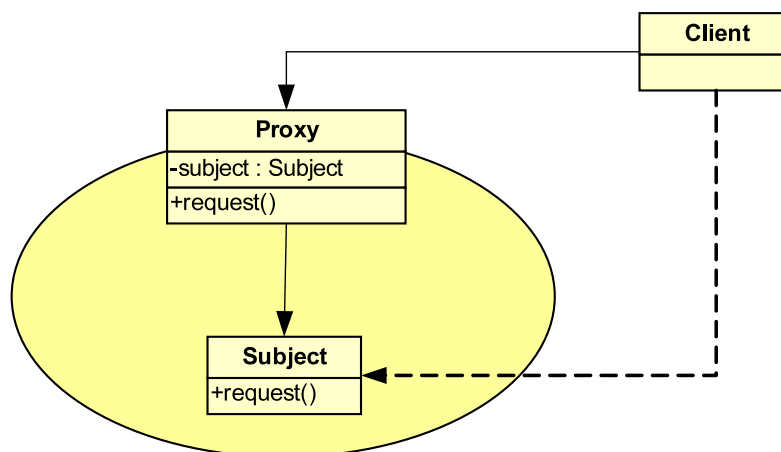 Client
Proxy
-subject : Subject
+request()
Subject
+request()